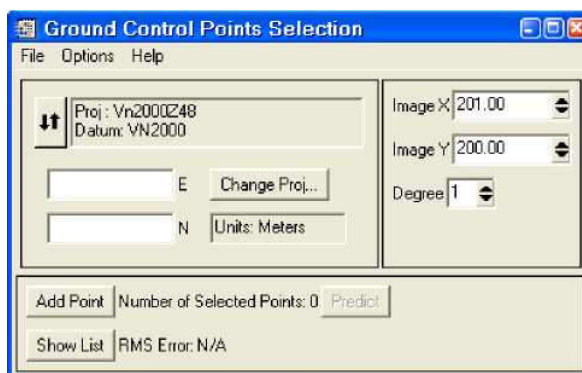 Ground Control Points Selection
File Options Help
Proj : Vn2000Z48
Datum: VN2000
E Change Proj...
N Units: Meters
Image X 201.00
Image Y 200.00
Degree 1
Add Point Number of Selected Points: 0 Predict
Show List RMS Error: N/A